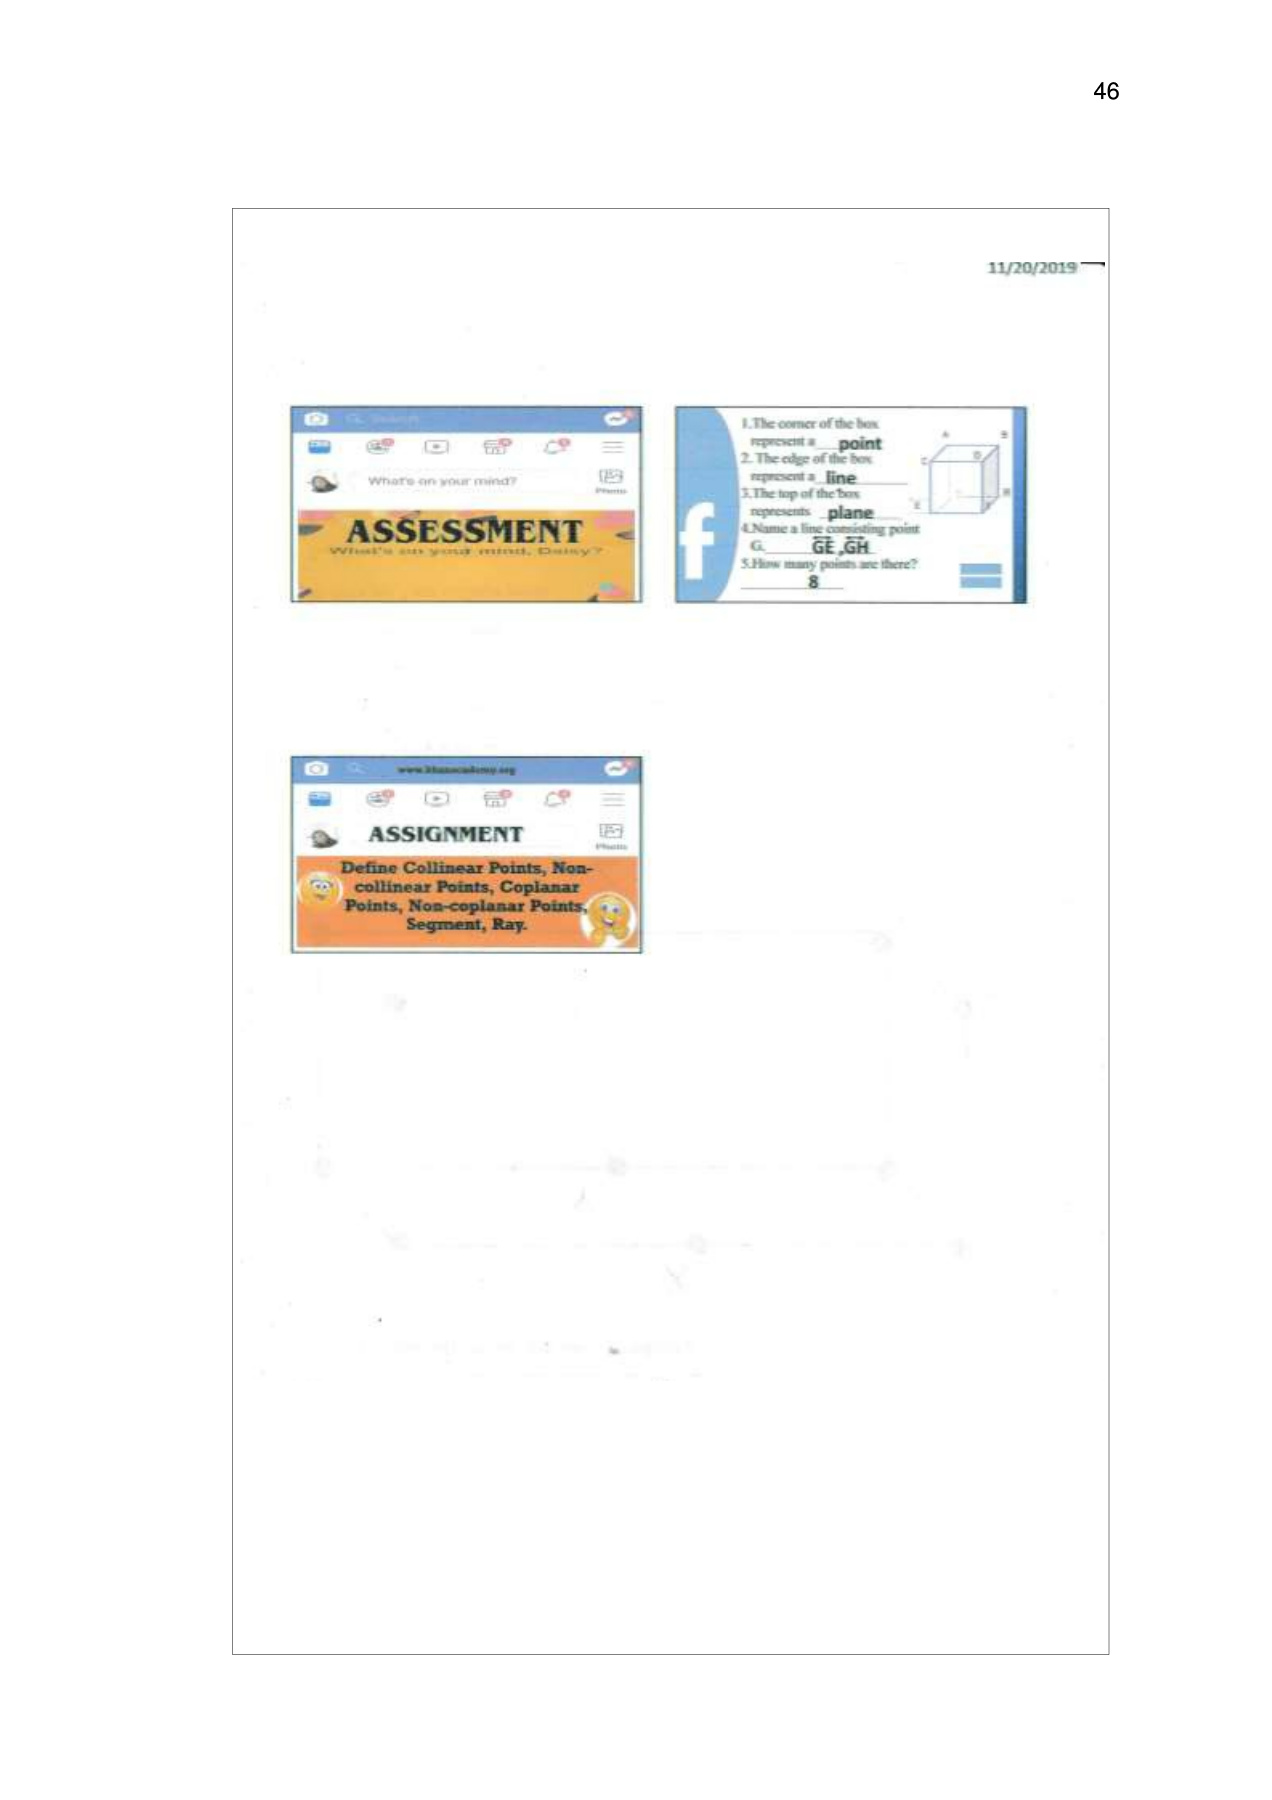 46
11/20/2019
Search
What's on your mind?
Photo
ASSESSMENT
What's on your mind, Daisy?
f
1.The corner of the box
represent a point
2. The edge of the box
represent a line
3.The top of the box
represents plane
4.Name a line consisting point
G. GE ,GH
5.How many points are there?
8
A
B
C
D
E
F
H
www.khanacademy.org
ASSIGNMENT
Photo
Define Collinear Points, Non-
collinear Points, Coplanar
Points, Non-coplanar Points,
Segment, Ray.